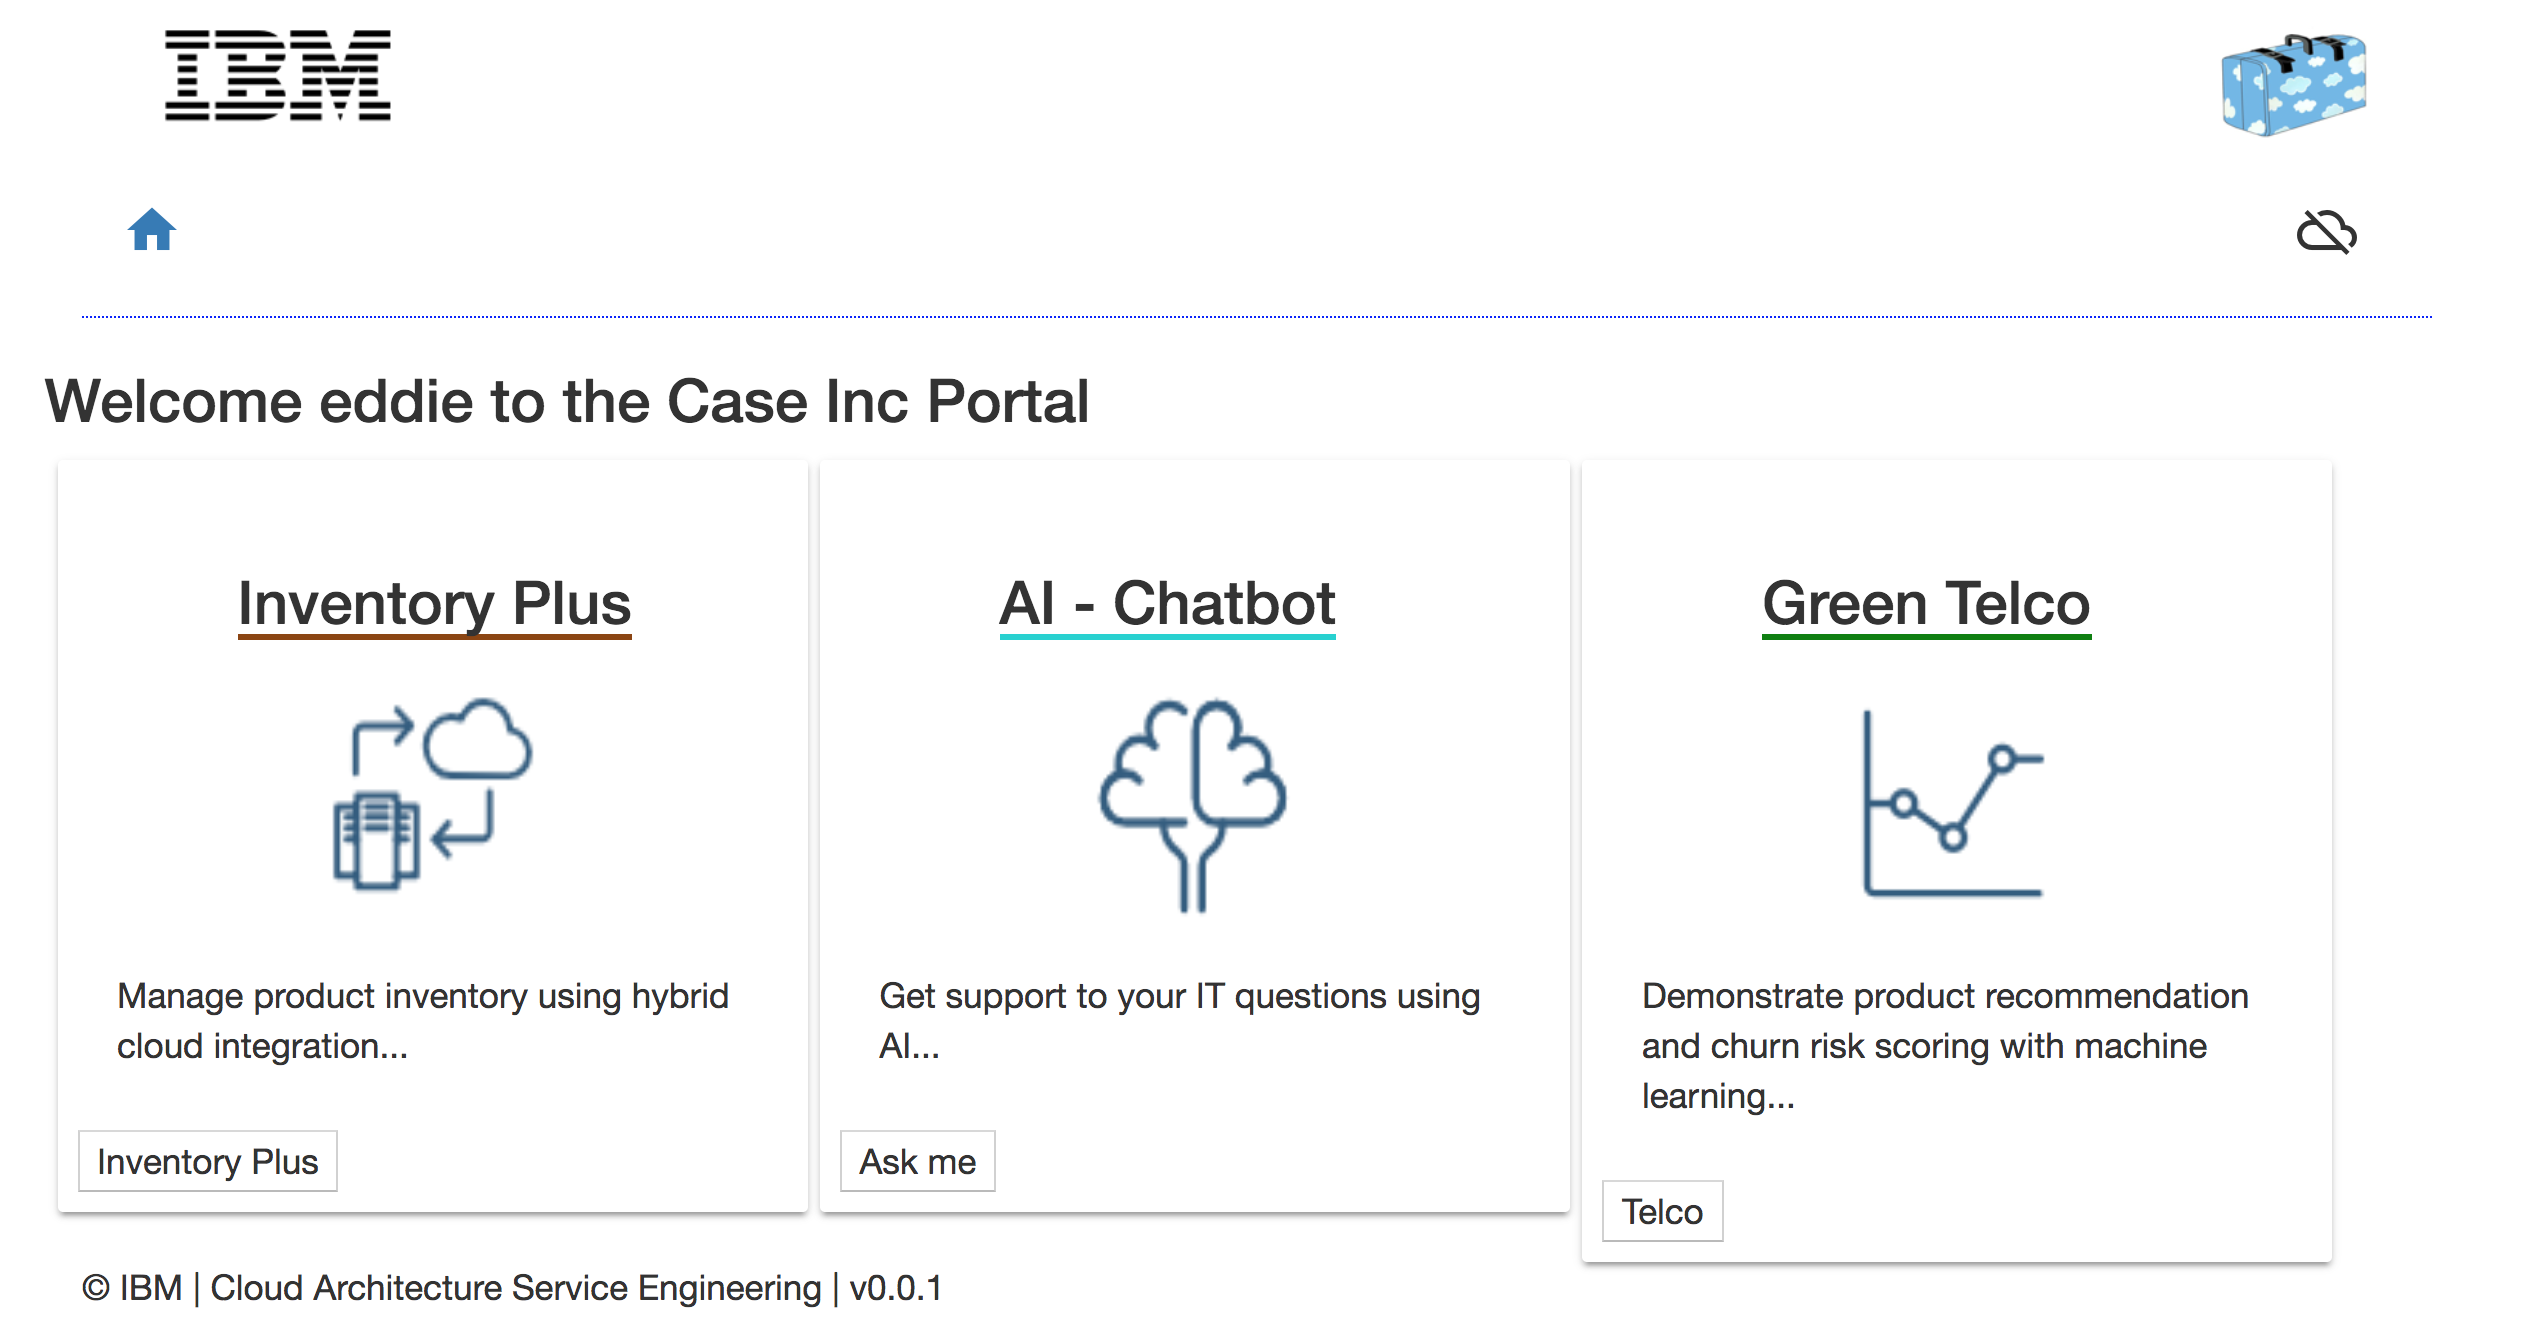 IBM
Welcome eddie to the Case Inc Portal
Inventory Plus
Manage product inventory using hybrid
cloud integration...
Inventory Plus
AI - Chatbot
Get support to your IT questions using
AI...
Ask me
Green Telco
Demonstrate product recommendation
and churn risk scoring with machine
learning...
Telco
© IBM | Cloud Architecture Service Engineering | v0.0.1